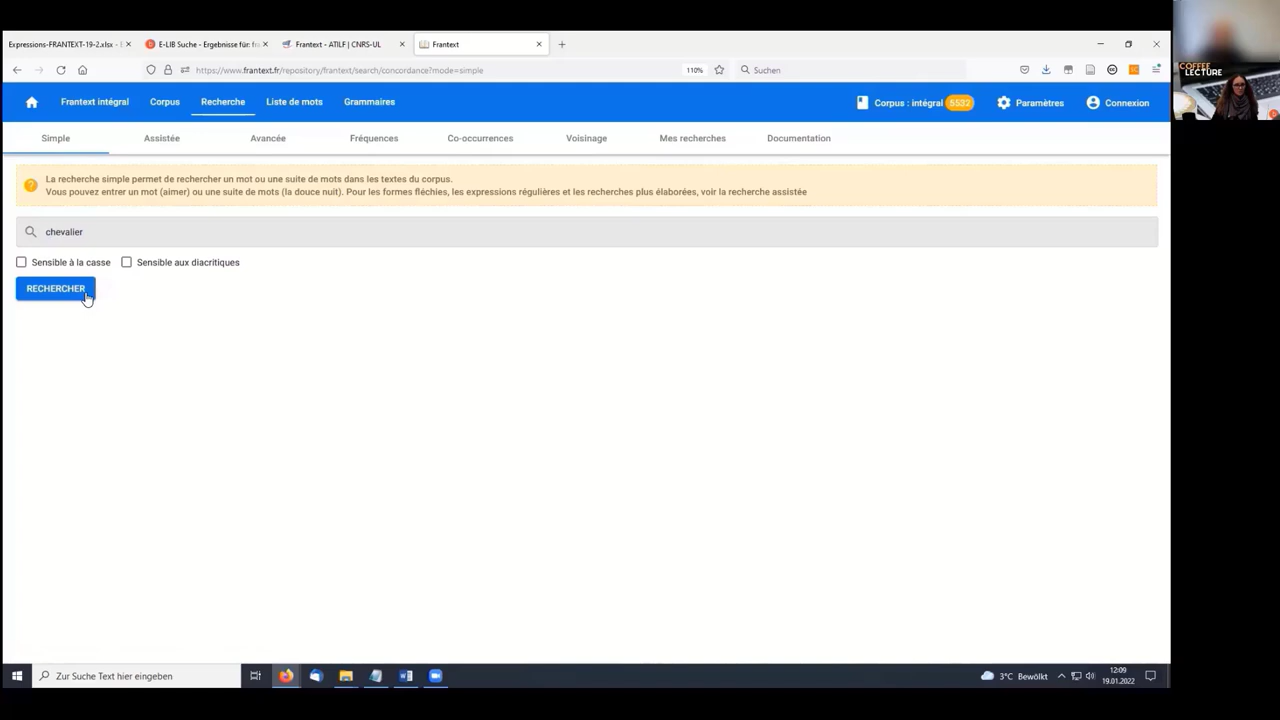 Expressions-FRANTEXT-19-2.xlsx - E
E-LIB Suche - Ergebnisse für: fra
Frantext - ATILF | CNRS-UL
Frantext
https://www.frantext.fr/repository/frantext/search/concordance?mode=simple
110%
Suchen
COFFEE
LECTURE
Frantext intégral
Corpus
Recherche
Liste de mots
Grammaires
Corpus : intégral 5532
Paramètres
Connexion
Simple
Assistée
Avancée
Fréquences
Co-occurrences
Voisinage
Mes recherches
Documentation
La recherche simple permet de rechercher un mot ou une suite de mots dans les textes du corpus.
Vous pouvez entrer un mot (aimer) ou une suite de mots (la douce nuit). Pour les formes fléchies, les expressions régulières et les recherches plus élaborées, voir la recherche assistée
chevalier
Sensible à la casse
Sensible aux diacritiques
RECHERCHER
Zur Suche Text hier eingeben
3°C Bewölkt
12:09
19.01.2022